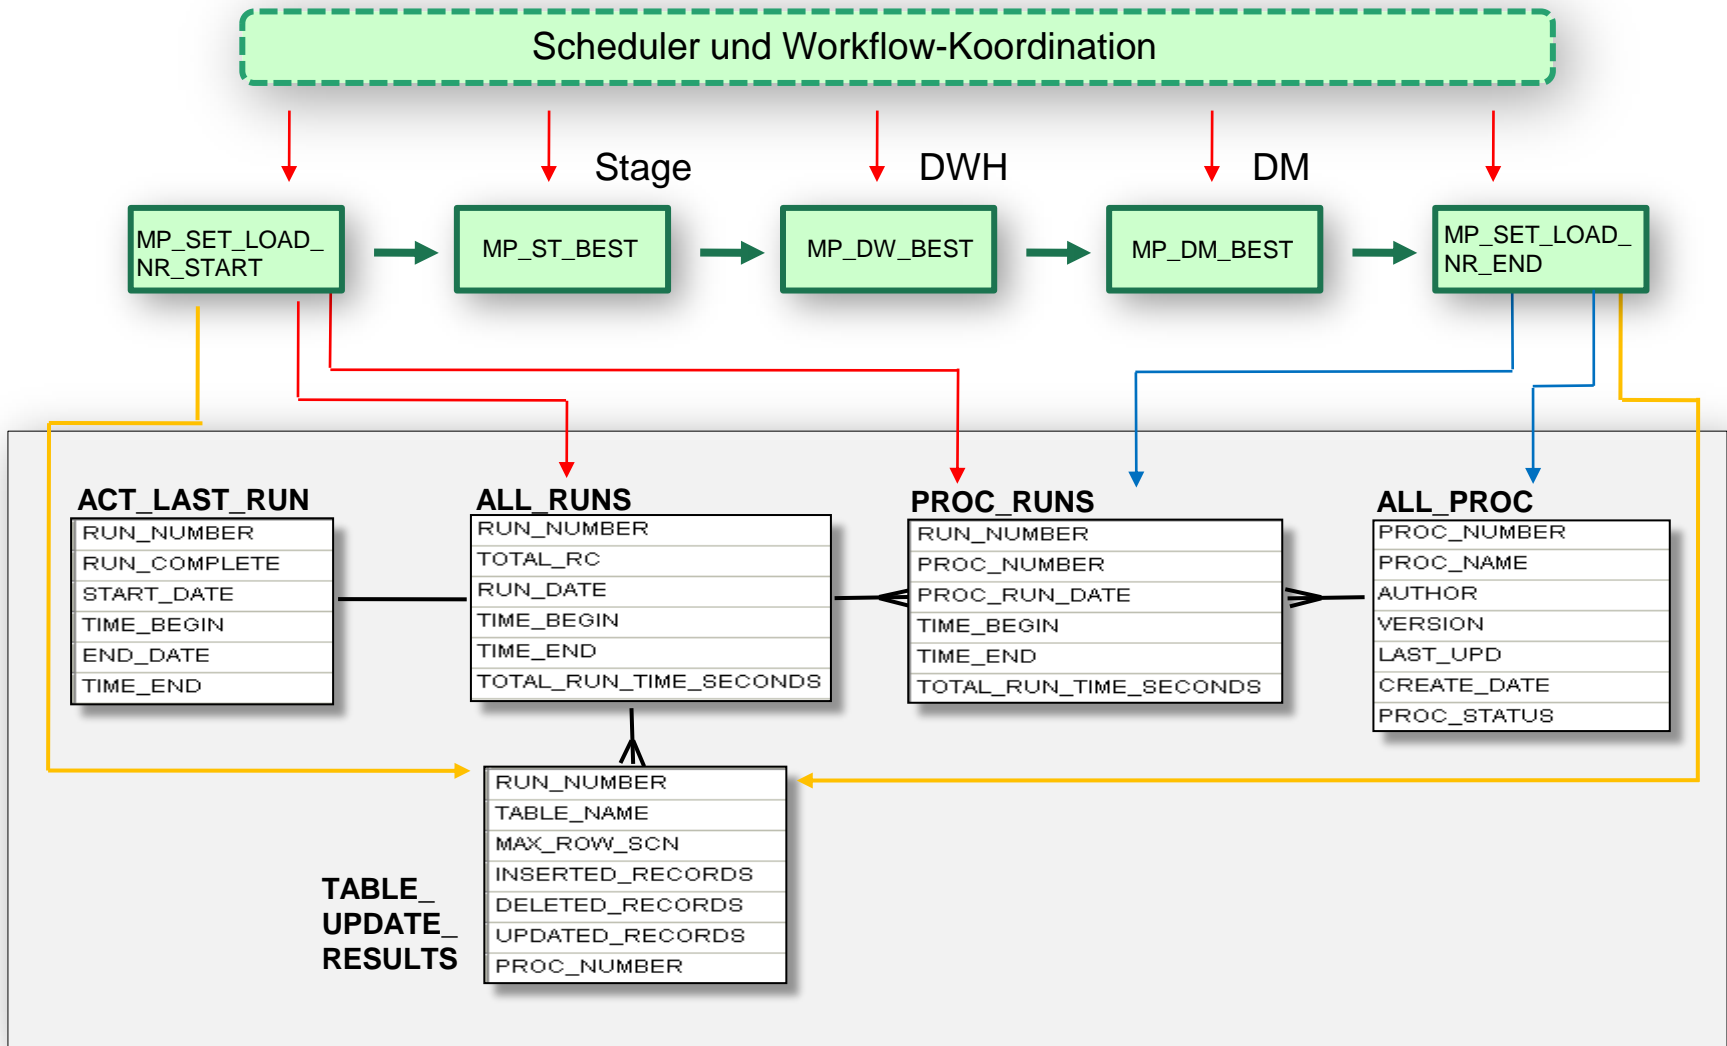 Scheduler und Workflow-Koordination
Stage
DWH
DM
MP_SET_LOAD_
NR_START
MP_ST_BEST
MP_DW_BEST
MP_DM_BEST
MP_SET_LOAD_
NR_END
ACT_LAST_RUN
RUN_NUMBER
RUN_COMPLETE
START_DATE
TIME_BEGIN
END_DATE
TIME_END
ALL_RUNS
RUN_NUMBER
TOTAL_RC
RUN_DATE
TIME_BEGIN
TIME_END
TOTAL_RUN_TIME_SECONDS
PROC_RUNS
RUN_NUMBER
PROC_NUMBER
PROC_RUN_DATE
TIME_BEGIN
TIME_END
TOTAL_RUN_TIME_SECONDS
ALL_PROC
PROC_NUMBER
PROC_NAME
AUTHOR
VERSION
LAST_UPD
CREATE_DATE
PROC_STATUS
TABLE_
UPDATE_
RESULTS
RUN_NUMBER
TABLE_NAME
MAX_ROW_SCN
INSERTED_RECORDS
DELETED_RECORDS
UPDATED_RECORDS
PROC_NUMBER